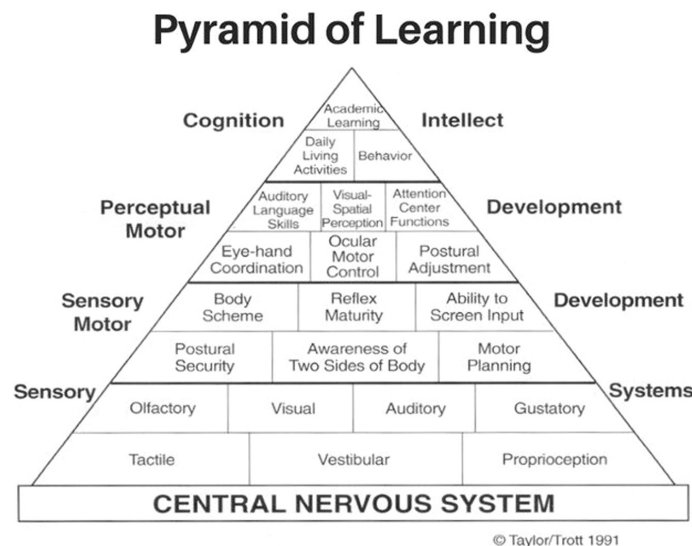 Pyramid of Learning
Cognition
Academic
Learning
Intellect
Daily
Living
Activities
Behavior
Perceptual
Motor
Auditory
Language
Skills
Visual-
Spatial
Perception
Attention
Center
Functions
Development
Eye-hand
Coordination
Ocular
Motor
Control
Postural
Adjustment
Sensory
Motor
Body
Scheme
Reflex
Maturity
Ability to
Screen Input
Development
Postural
Security
Awareness of
Two Sides of Body
Motor
Planning
Sensory
Systems
Olfactory
Visual
Auditory
Gustatory
Tactile
Vestibular
Proprioception
CENTRAL NERVOUS SYSTEM
© Taylor/Trott 1991